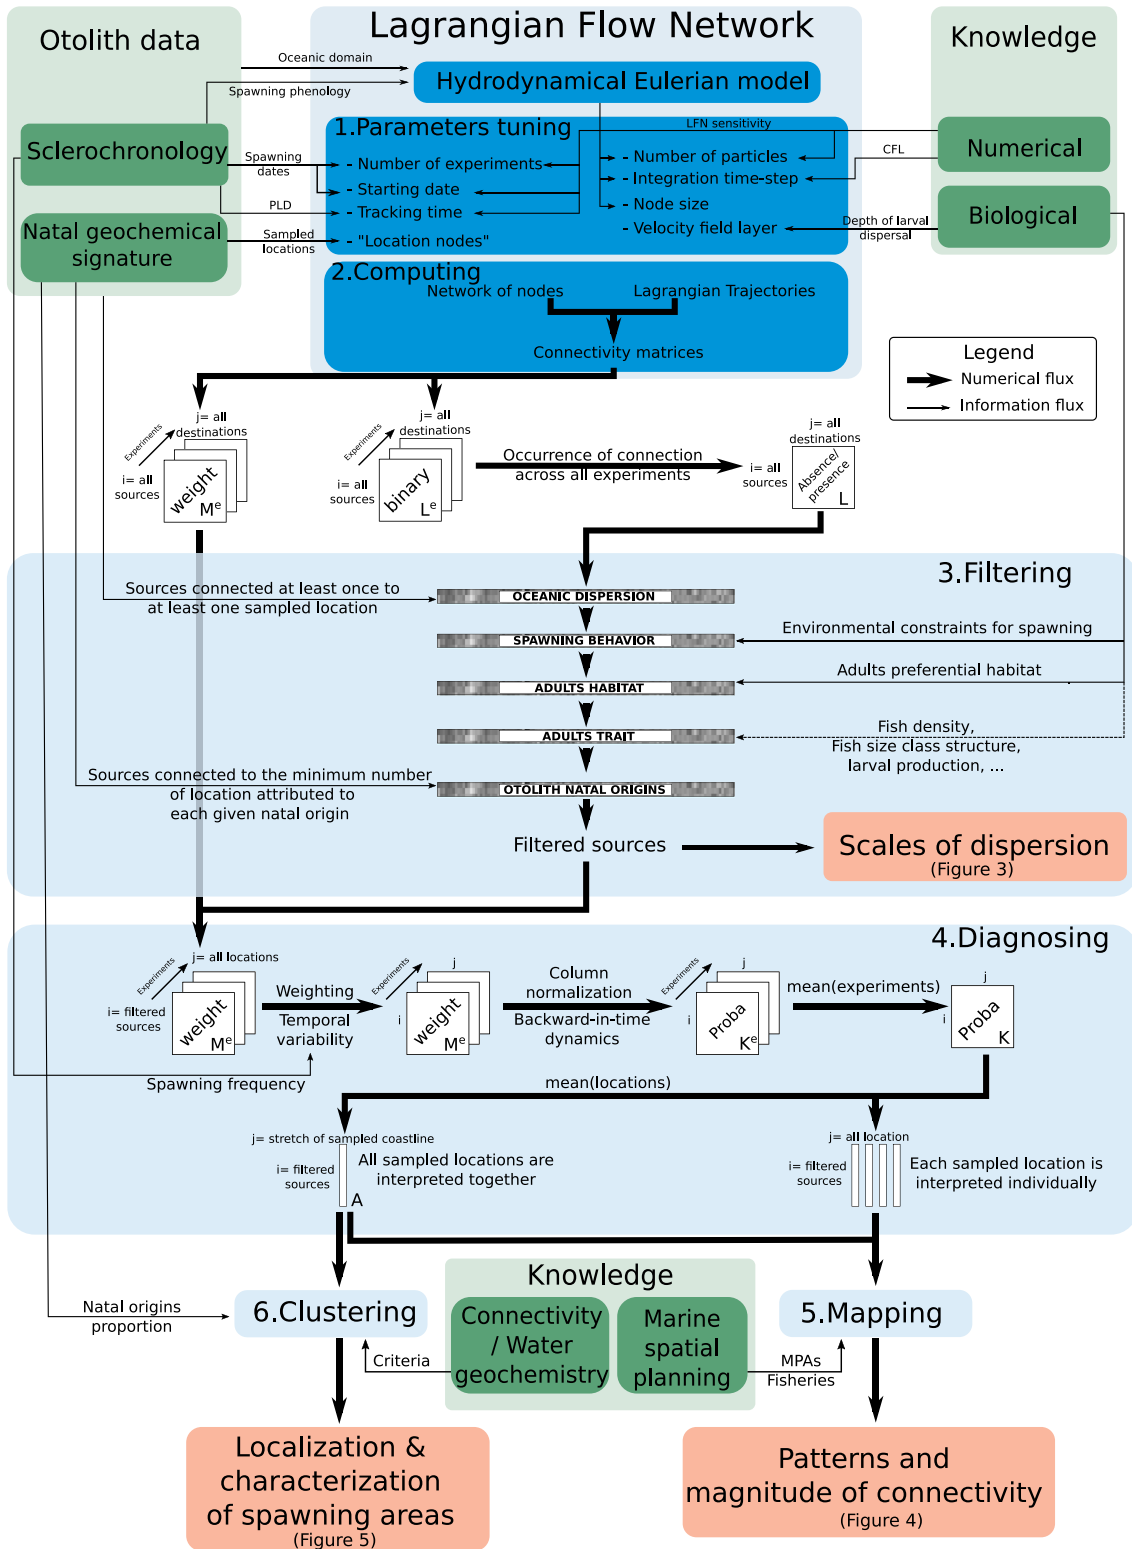 Otolith data
Lagrangian Flow Network
Knowledge
Oceanic domain
Hydrodynamical Eulerian model
Spawning phenology
1.Parameters tuning
LFN sensitivity
Sclerochronology
Spawning
dates
- Number of experiments
- Starting date
- Tracking time
- "Location nodes"
- Number of particles
- Integration time-step
- Node size
- Velocity field layer
CFL
Numerical
PLD
Biological
Natal geochemical
signature
Sampled
locations
Depth of larval
dispersal
2.Computing
Network of nodes
Lagrangian Trajectories
Connectivity matrices
Legend
Numerical flux
Information flux
j= all
destinations
Experiments
i= all
sources
weight
Me
j= all
destinations
Experiments
i= all
sources
binary
Le
Occurrence of connection
across all experiments
j= all
destinations
i= all
sources
Absence/
presence
L
3.Filtering
Sources connected at least once to
at least one sampled location
OCEANIC DISPERSION
SPAWNING BEHAVIOR
Environmental constraints for spawning
ADULTS HABITAT
Adults preferential habitat
ADULTS TRAIT
Fish density,
Fish size class structure,
larval production, ...
Sources connected to the minimum number
of location attributed to
each given natal origin
OTOLITH NATAL ORIGINS
Filtered sources
Scales of dispersion
(Figure 3)
4.Diagnosing
j= all locations
Experiments
i= filtered
sources
weight
Me
Weighting
Temporal
variability
Spawning frequency
Experiments
j
i
weight
Me
Column
normalization
Backward-in-time
dynamics
Experiments
j
i
Proba
Ke
mean(experiments)
j
i
Proba
K
mean(locations)
j= stretch of sampled coastline
i= filtered
sources
A
All sampled locations are
interpreted together
j= all location
i= filtered
sources
Each sampled location is
interpreted individually
Natal origins
proportion
6.Clustering
Knowledge
Connectivity
/ Water
geochemistry
Marine
spatial
planning
5.Mapping
Criteria
MPAs
Fisheries
Localization &
characterization
of spawning areas
(Figure 5)
Patterns and
magnitude of connectivity
(Figure 4)